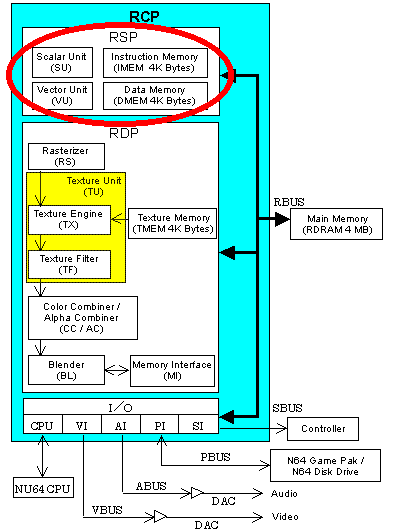 RCP
RSP
Scalar Unit
(SU)
Instruction Memory
(IMEM 4K Bytes)
Vector Unit
(VU)
Data Memory
(DMEM 4K Bytes)
RDP
Rasterizer
(RS)
Texture Unit
(TU)
Texture Engine
(TX)
Texture Memory
(TMEM 4K Bytes)
Texture Filter
(TF)
Color Combiner /
Alpha Combiner
(CC / AC)
Blender
(BL)
Memory Interface
(MI)
RBUS
Main Memory
(RDRAM 4 MB)
I/O
CPU
VI
AI
PI
SI
SBUS
Controller
PBUS
N64 Game Pak /
N64 Disk Drive
NU64 CPU
ABUS
DAC
Audio
VBUS
DAC
Video